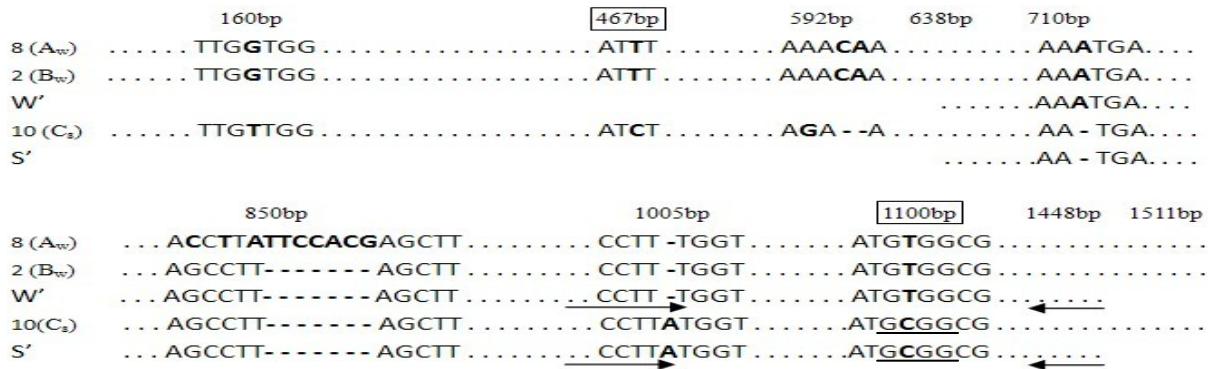 160bp 467bp 592bp 638bp 710bp
8 (Aw) ...... TTGGTGG ...................... ATTT ........ AAACAA .......... AAATGA....
2 (Bw) ...... TTGGTGG ...................... ATTT ........ AAACAA .......... AAATGA....
W’ .......AAATGA....
10 (Cs) ...... TTGTTGG ...................... ATCT ........ AGA - - A .......... AA - TGA....
S’ .......AA - TGA....
850bp 1005bp 1100bp 1448bp 1511bp
8 (Aw) ... ACCTTATTCCACGAGCTT ......... CCTT -TGGT ....... ATGTGGCG ...............
2 (Bw) ... AGCCTT-------AGCTT ......... CCTT -TGGT ....... ATGTGGCG ...............
W’ ... AGCCTT-------AGCTT ......... CCTT -TGGT ....... ATGTGGCG ........
10(Cs) ... AGCCTT-------AGCTT ......... CCTTATGGT ....... ATGCGGCG ...............
S’ ... AGCCTT-------AGCTT ......... CCTTATGGT ....... ATGCGGCG ........